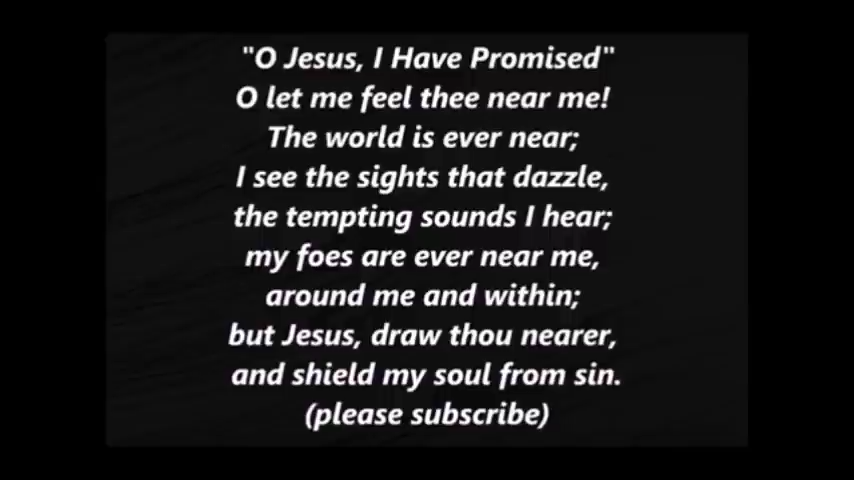 "O Jesus, I Have Promised"
O let me feel thee near me!
The world is ever near;
I see the sights that dazzle,
the tempting sounds I hear;
my foes are ever near me,
around me and within;
but Jesus, draw thou nearer,
and shield my soul from sin.
(please subscribe)